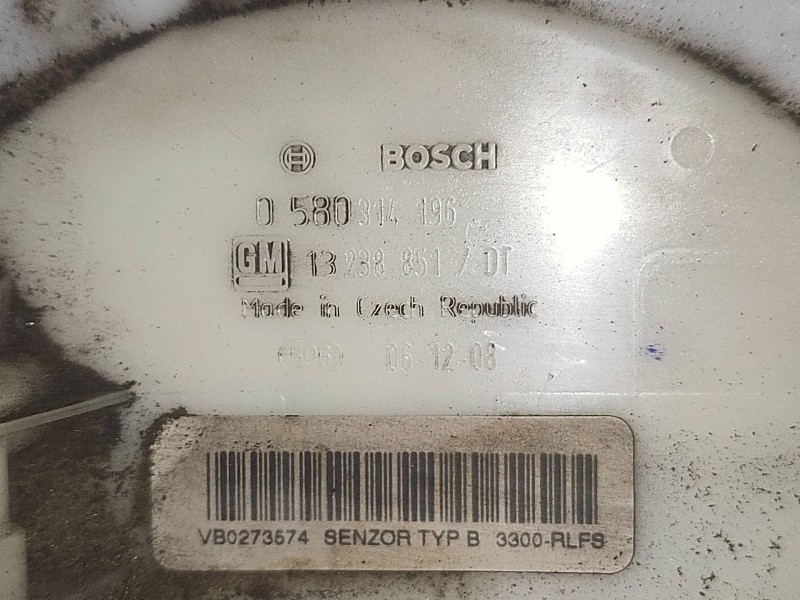 BOSCH
0 580 314 196
GM 13 238 851 / DT
Made in Czech Republic
06-12-08
VB0273574 SENZOR TYP B 3300-RLFS